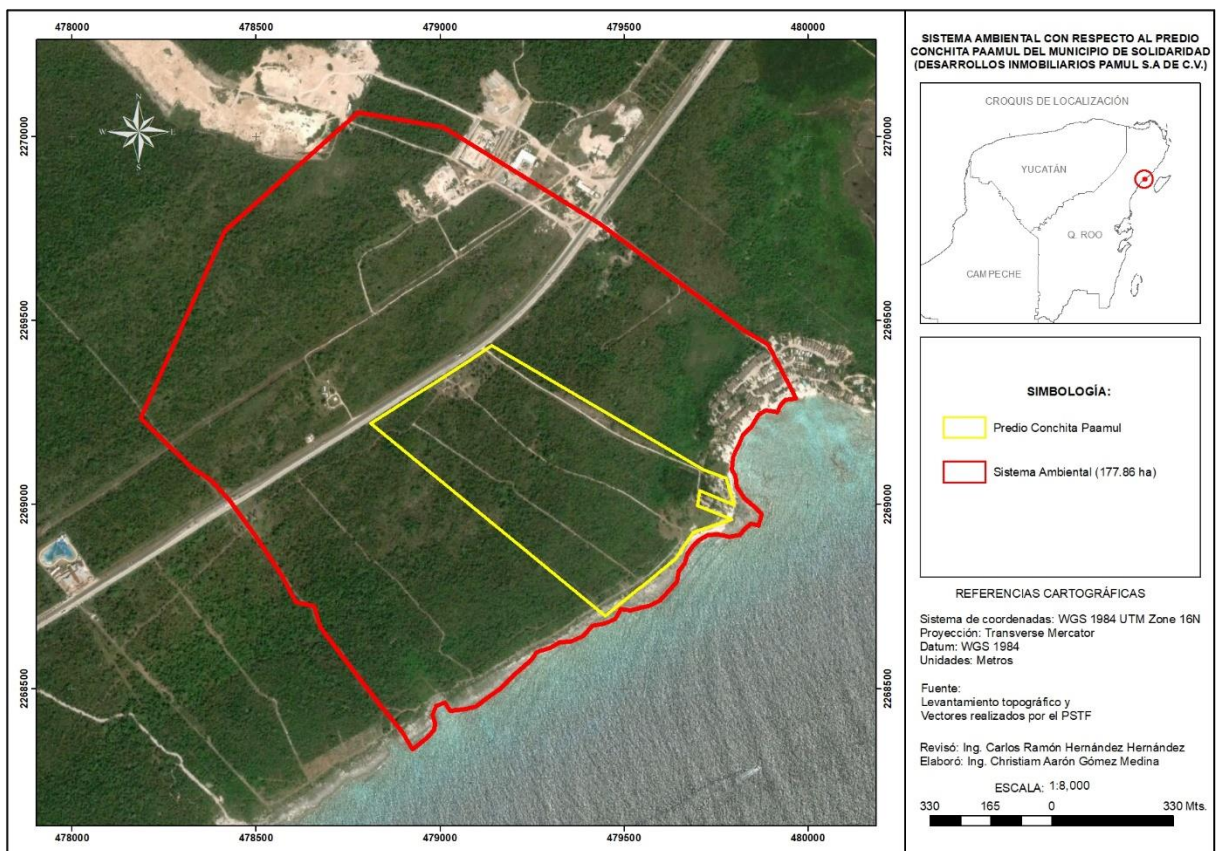 478000 478500 479000 479500 480000
2270000 2270000
2269500 2269500
2269000 2269000
2268500 2268500
478000 478500 479000 479500 480000
N
W E
S
SISTEMA AMBIENTAL CON RESPECTO AL PREDIO
CONCHITA PAAMUL DEL MUNICIPIO DE SOLIDARIDAD
(DESARROLLOS INMOBILIARIOS PAMUL S.A DE C.V.)
CROQUIS DE LOCALIZACIÓN
YUCATÁN
Q. ROO
CAMPECHE
SIMBOLOGÍA:
Predio Conchita Paamul
Sistema Ambiental (177.86 ha)
REFERENCIAS CARTOGRÁFICAS
Sistema de coordenadas: WGS 1984 UTM Zone 16N
Proyección: Transverse Mercator
Datum: WGS 1984
Unidades: Metros
Fuente:
Levantamiento topográfico y
Vectores realizados por el PSTF
Revisó: Ing. Carlos Ramón Hernández Hernández
Elaboró: Ing. Christiam Aarón Gómez Medina
ESCALA: 1:8,000
330 165 0 330 Mts.